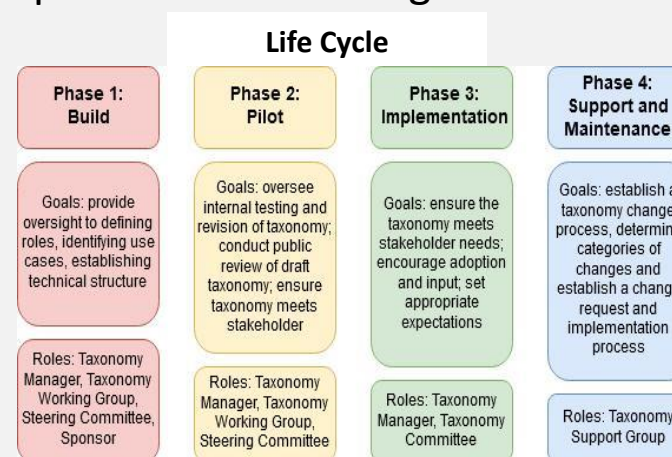 Life Cycle
Phase 1:
Build
Goals: provide
oversight to defining
roles, identifying use
cases, establishing
technical structure
Roles: Taxonomy
Manager, Taxonomy
Working Group,
Steering Committee,
Sponsor
Phase 2:
Pilot
Goals: oversee
internal testing and
revision of taxonomy;
conduct public
review of draft
taxonomy; ensure
taxonomy meets
stakeholder
Roles: Taxonomy
Manager, Taxonomy
Working Group,
Steering Committee
Phase 3:
Implementation
Goals: ensure the
taxonomy meets
stakeholder needs;
encourage adoption
and input; set
appropriate
expectations
Roles: Taxonomy
Manager, Taxonomy
Committee
Phase 4:
Support and
Maintenance
Goals: establish a
taxonomy change
process, determin
categories of
changes and
establish a chang
request and
implementation
process
Roles: Taxonomy
Support Group